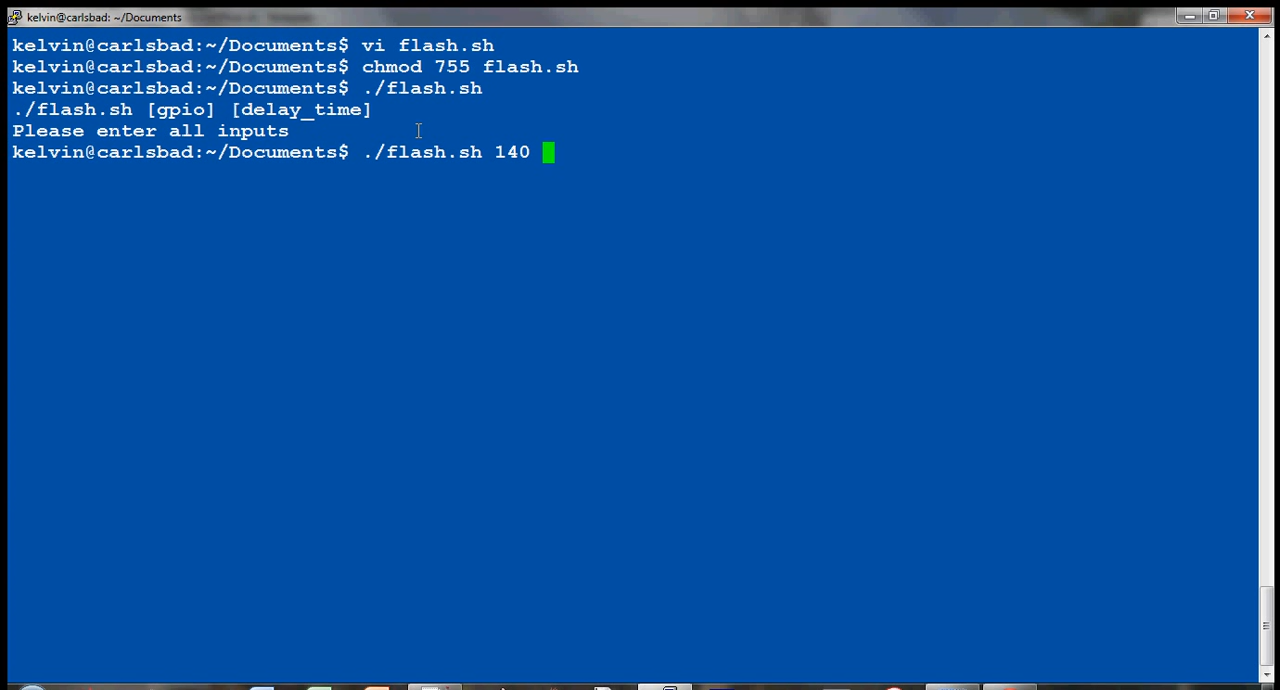 kelvin@carlsbad: ~/Documents
kelvin@carlsbad:~/Documents$ vi flash.sh
kelvin@carlsbad:~/Documents$ chmod 755 flash.sh
kelvin@carlsbad:~/Documents$ ./flash.sh
./flash.sh [gpio] [delay_time]
Please enter all inputs
kelvin@carlsbad:~/Documents$ ./flash.sh 140